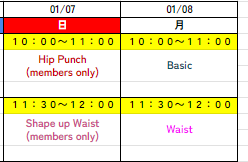 01/07 01/08
日 月
１０：００～１１：００ １０：００～１１：００
Hip Punch
(members only) Basic
１１：３０～１２：００ １１：３０～１２：００
Shape up Waist
(members only) Waist